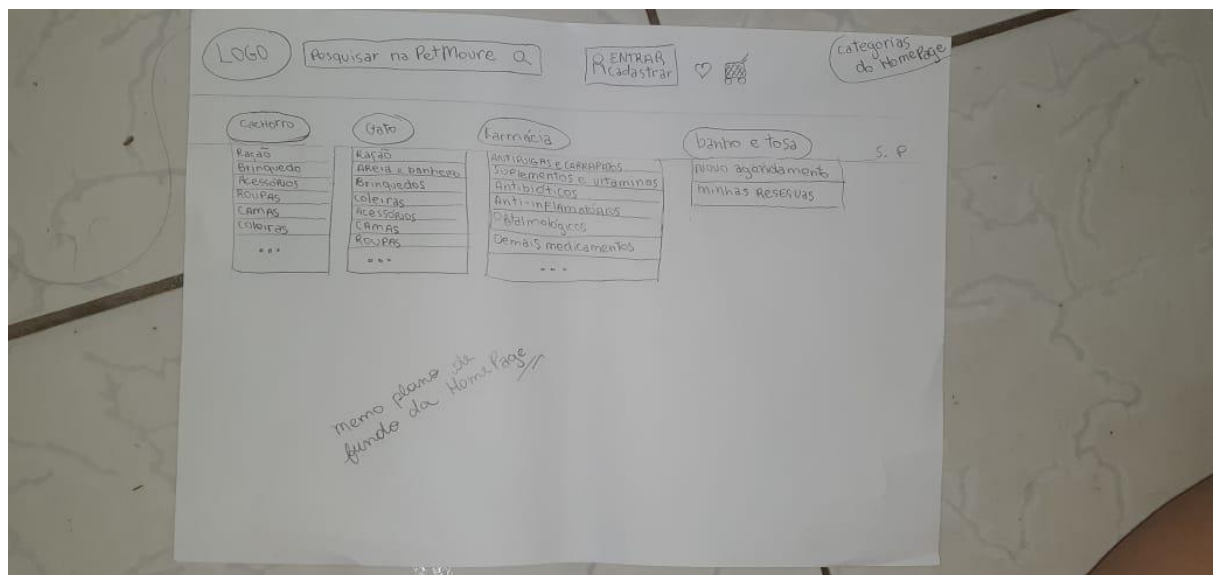 LOGO
Pesquisar na PetMoure
ENTRAR
Cadastrar
Categorias
do HomePage
Cachorro
Ração
Brinquedo
Acessórios
ROUPAS
CAMAS
Coleiras
...
Gato
Ração
AReia e banheiro
Brinquedos
coleiras
Acessórios
CAMAS
ROUPAS
...
Farmácia
ANTIPULGAS e CARRAPATOS
Suplementos e vitaminas
Antibióticos
Anti-inflamatórios
Oftalmológicos
Demais medicamentos
...
banho e tosa
novo agendamento
minhas Reservas
S. P
memo plano de
fundo da HomePage